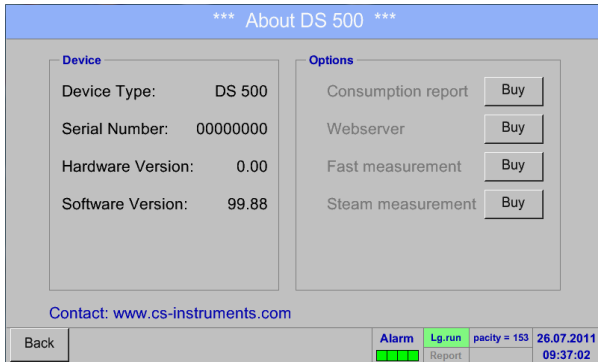 *** About DS 500 ***
Device
Device Type: DS 500
Serial Number: 00000000
Hardware Version: 0.00
Software Version: 99.88
Options
Consumption report Buy
Webserver Buy
Fast measurement Buy
Steam measurement Buy
Contact: www.cs-instruments.com
Back
Alarm Lg.run pacity = 153 26.07.2011
Report 09:37:02